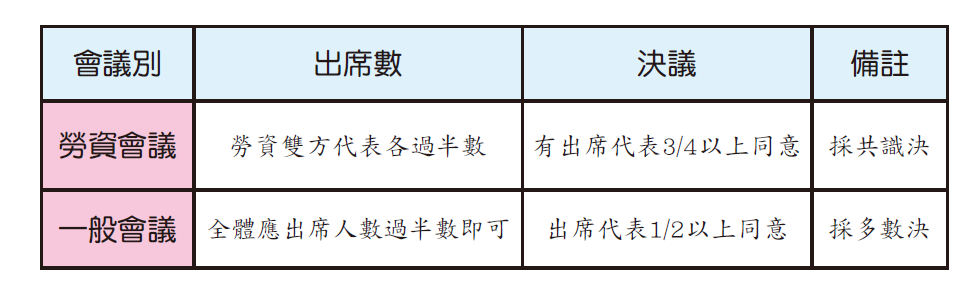 會議別 出席數 決議 備註
勞資會議 勞資雙方代表各過半數 有出席代表3/4以上同意 採共識決
一般會議 全體應出席人數過半數即可 出席代表1/2以上同意 採多數決